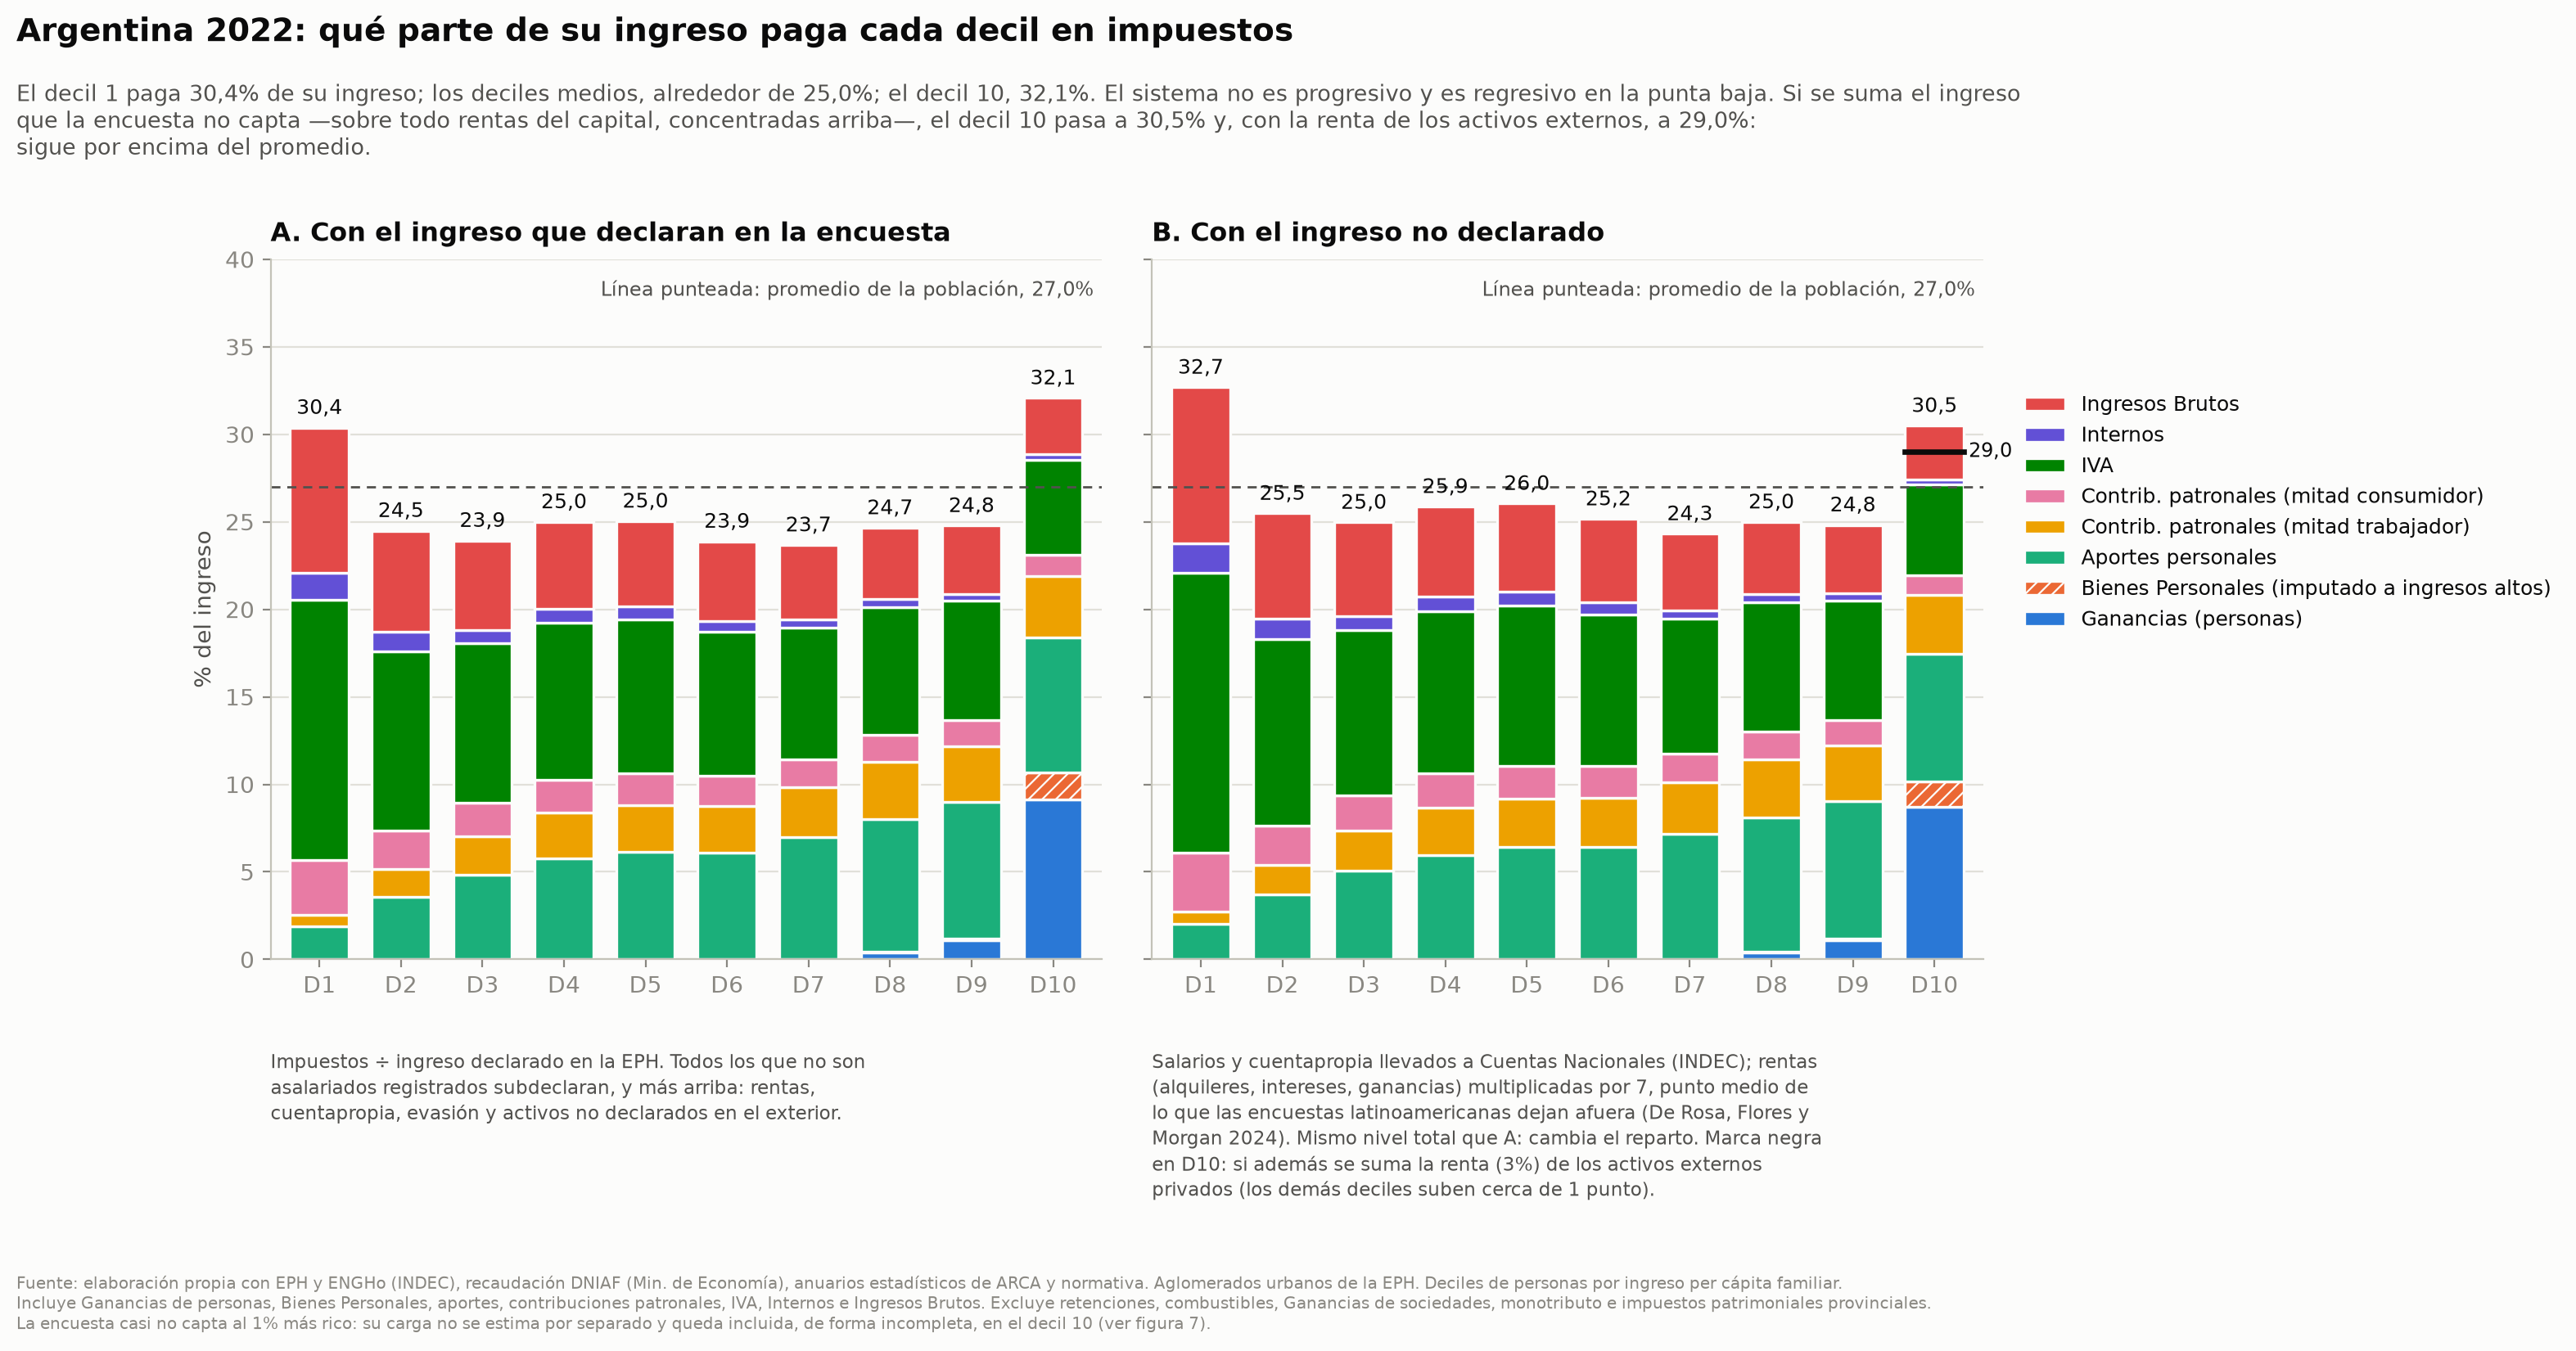 Argentina 2022: qué parte de su ingreso paga cada decil en impuestos
El decil 1 paga 30,4% de su ingreso; los deciles medios, alrededor de 25,0%; el decil 10, 32,1%. El sistema no es progresivo y es regresivo en la punta baja. Si se suma el ingreso
que la encuesta no capta —sobre todo rentas del capital, concentradas arriba—, el decil 10 pasa a 30,5% y, con la renta de los activos externos, a 29,0%:
sigue por encima del promedio.
A. Con el ingreso que declaran en la encuesta
Línea punteada: promedio de la población, 27,0%
% del ingreso
40
35
30
25
20
15
10
5
0
30,4
24,5
23,9
25,0
25,0
23,9
23,7
24,7
24,8
32,1
D1
D2
D3
D4
D5
D6
D7
D8
D9
D10
Impuestos ÷ ingreso declarado en la EPH. Todos los que no son
asalariados registrados subdeclaran, y más arriba: rentas,
cuentapropia, evasión y activos no declarados en el exterior.
B. Con el ingreso no declarado
Línea punteada: promedio de la población, 27,0%
32,7
25,5
25,0
25,9
26,0
25,2
24,3
25,0
24,8
30,5
29,0
D1
D2
D3
D4
D5
D6
D7
D8
D9
D10
Salarios y cuentapropia llevados a Cuentas Nacionales (INDEC); rentas
(alquileres, intereses, ganancias) multiplicadas por 7, punto medio de
lo que las encuestas latinoamericanas dejan afuera (De Rosa, Flores y
Morgan 2024). Mismo nivel total que A: cambia el reparto. Marca negra
en D10: si además se suma la renta (3%) de los activos externos
privados (los demás deciles suben cerca de 1 punto).
Ingresos Brutos
Internos
IVA
Contrib. patronales (mitad consumidor)
Contrib. patronales (mitad trabajador)
Aportes personales
Bienes Personales (imputado a ingresos altos)
Ganancias (personas)
Fuente: elaboración propia con EPH y ENGHo (INDEC), recaudación DNIAF (Min. de Economía), anuarios estadísticos de ARCA y normativa. Aglomerados urbanos de la EPH. Deciles de personas por ingreso per cápita familiar.
Incluye Ganancias de personas, Bienes Personales, aportes, contribuciones patronales, IVA, Internos e Ingresos Brutos. Excluye retenciones, combustibles, Ganancias de sociedades, monotributo e impuestos patrimoniales provinciales.
La encuesta casi no capta al 1% más rico: su carga no se estima por separado y queda incluida, de forma incompleta, en el decil 10 (ver figura 7).